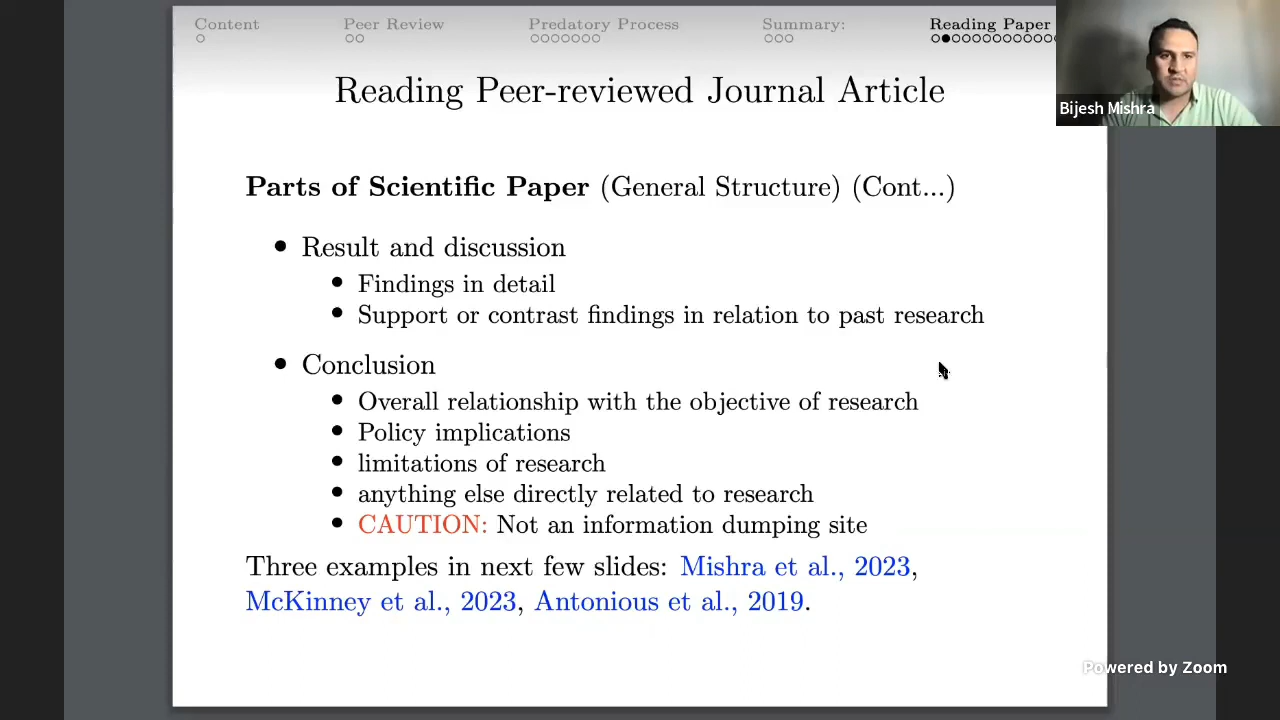 Content Peer Review Predatory Process Summary: Reading Paper
Bijesh Mishra
Reading Peer-reviewed Journal Article
Parts of Scientific Paper (General Structure) (Cont...)
• Result and discussion
• Findings in detail
• Support or contrast findings in relation to past research
• Conclusion
• Overall relationship with the objective of research
• Policy implications
• limitations of research
• anything else directly related to research
• CAUTION: Not an information dumping site
Three examples in next few slides: Mishra et al., 2023,
McKinney et al., 2023, Antonious et al., 2019.
Powered by Zoom